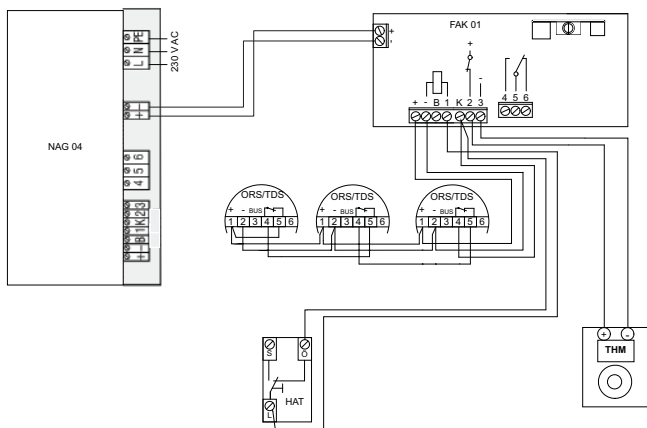 FAK 01
+
-
+
-
4 5 6
+ - B 1 K 2 3
NAG 04
PE
N
L
230 V AC
-
+
6
5
4
3
2
K
1
B
-
+
ORS/TDS
+ - BUS
1 2 3 4 5 6
ORS/TDS
+ - BUS
1 2 3 4 5 6
ORS/TDS
+ - BUS
1 2 3 4 5 6
S
Ö
L
HAT
+ -
THM